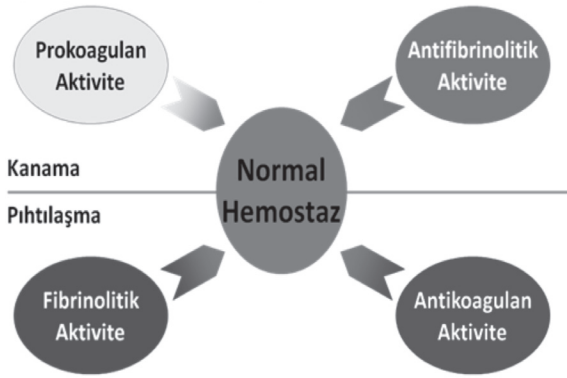 Prokoagulan
Aktivite
Antifibrinolitik
Aktivite
Kanama
Normal
Hemostaz
Pıhtılaşma
Fibrinolitik
Aktivite
Antikoagulan
Aktivite